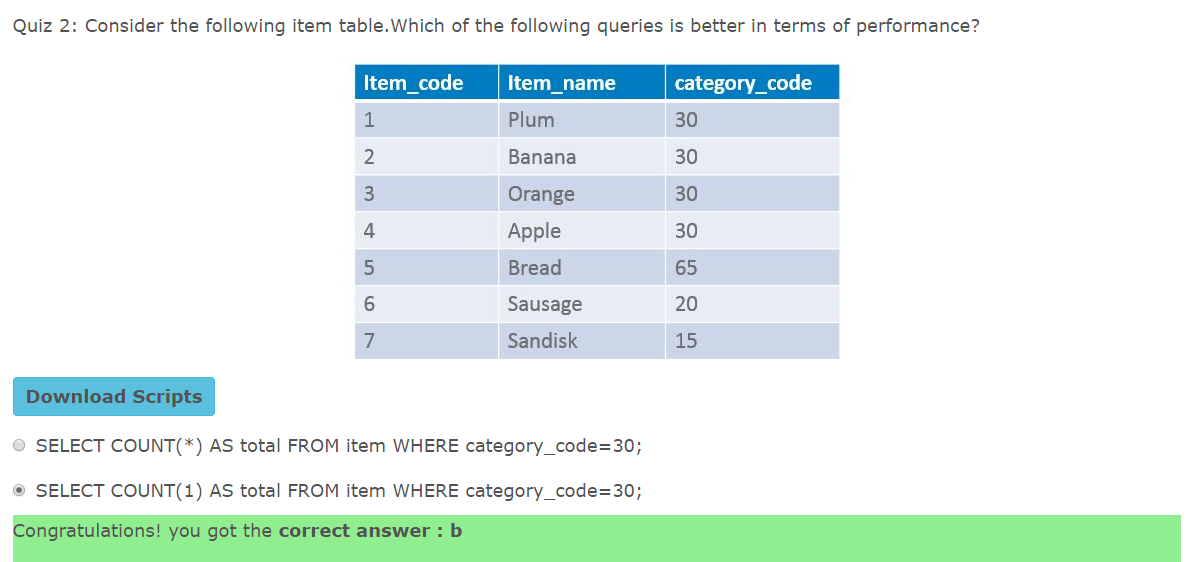 Quiz 2: Consider the following item table.Which of the following queries is better in terms of performance?
Item_code Item_name category_code
1 Plum 30
2 Banana 30
3 Orange 30
4 Apple 30
5 Bread 65
6 Sausage 20
7 Sandisk 15
Download Scripts
SELECT COUNT(*) AS total FROM item WHERE category_code=30;
SELECT COUNT(1) AS total FROM item WHERE category_code=30;
Congratulations! you got the correct answer : b